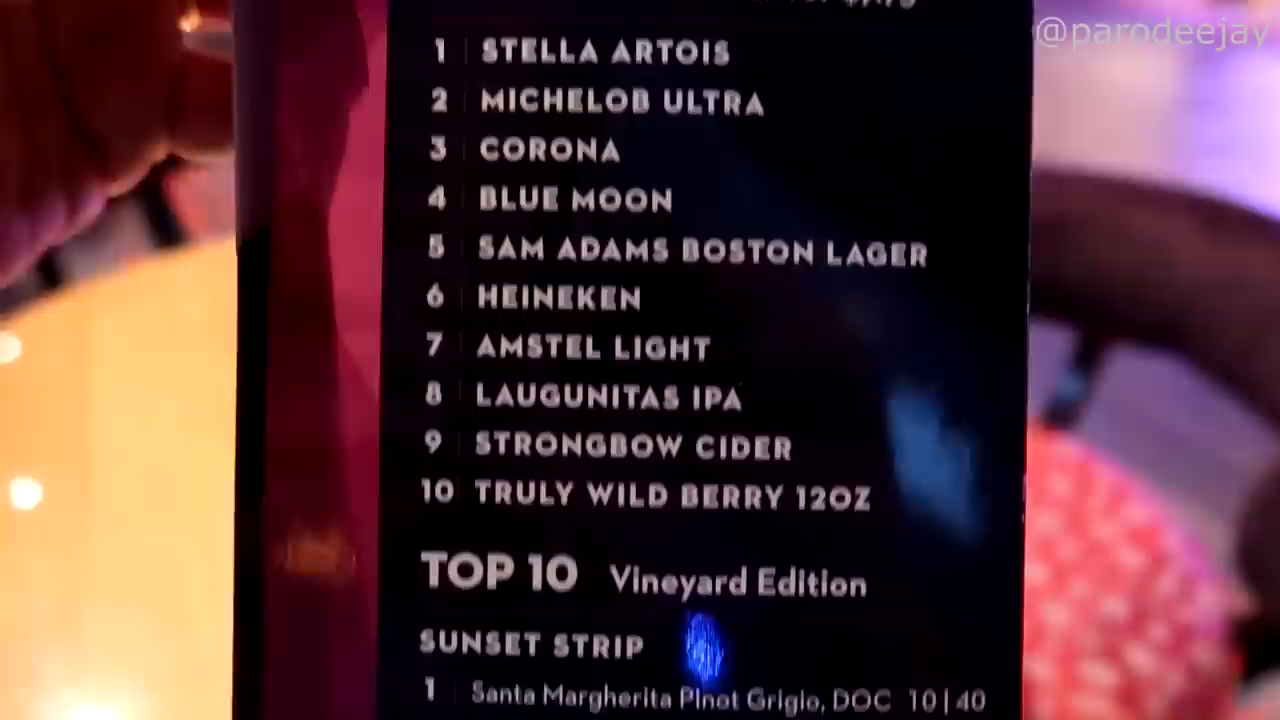 @parodeejay
1 STELLA ARTOIS
2 MICHELOB ULTRA
3 CORONA
4 BLUE MOON
5 SAM ADAMS BOSTON LAGER
6 HEINEKEN
7 AMSTEL LIGHT
8 LAUGUNITAS IPA
9 STRONGBOW CIDER
10 TRULY WILD BERRY 12OZ
TOP 10 Vineyard Edition
SUNSET STRIP
1 Santa Margherita Pinot Grigio, DOC 10|40